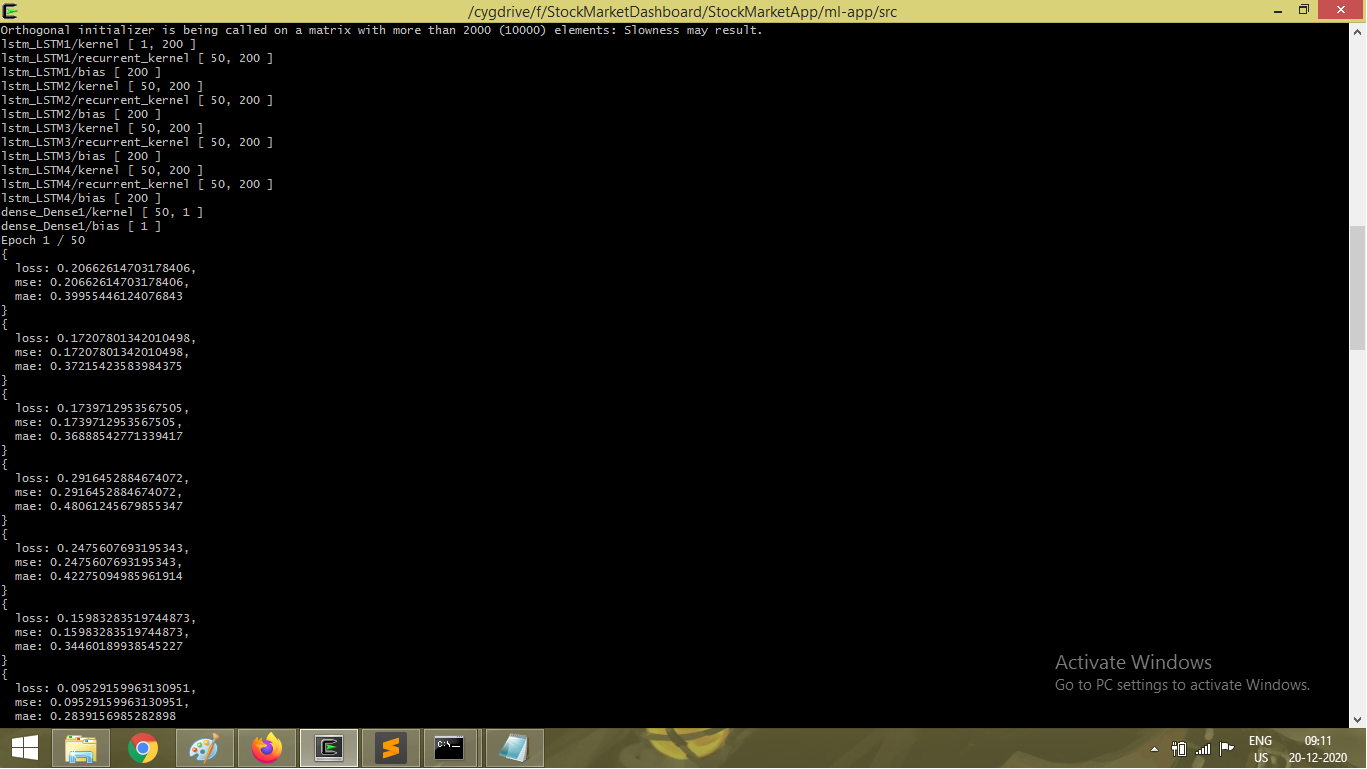 /cygdrive/f/StockMarketDashboard/StockMarketApp/ml-app/src
Orthogonal initializer is being called on a matrix with more than 2000 (10000) elements: Slowness may result.
lstm_LSTM1/kernel [ 1, 200 ]
lstm_LSTM1/recurrent_kernel [ 50, 200 ]
lstm_LSTM1/bias [ 200 ]
lstm_LSTM2/kernel [ 50, 200 ]
lstm_LSTM2/recurrent_kernel [ 50, 200 ]
lstm_LSTM2/bias [ 200 ]
lstm_LSTM3/kernel [ 50, 200 ]
lstm_LSTM3/recurrent_kernel [ 50, 200 ]
lstm_LSTM3/bias [ 200 ]
lstm_LSTM4/kernel [ 50, 200 ]
lstm_LSTM4/recurrent_kernel [ 50, 200 ]
lstm_LSTM4/bias [ 200 ]
dense_Dense1/kernel [ 50, 1 ]
dense_Dense1/bias [ 1 ]
Epoch 1 / 50
{
  loss: 0.20662614703178406,
  mse: 0.20662614703178406,
  mae: 0.39955446124076843
}
{
  loss: 0.17207801342010498,
  mse: 0.17207801342010498,
  mae: 0.37215423583984375
}
{
  loss: 0.1739712953567505,
  mse: 0.1739712953567505,
  mae: 0.36888542771339417
}
{
  loss: 0.2916452884674072,
  mse: 0.2916452884674072,
  mae: 0.48061245679855347
}
{
  loss: 0.2475607693195343,
  mse: 0.2475607693195343,
  mae: 0.42275094985961914
}
{
  loss: 0.15983283519744873,
  mse: 0.15983283519744873,
  mae: 0.34460189938545227
}
{
  loss: 0.09529159963130951,
  mse: 0.09529159963130951,
  mae: 0.2839156985282898
Activate Windows
Go to PC settings to activate Windows.
C:\._
ENG
US
09:11
20-12-2020